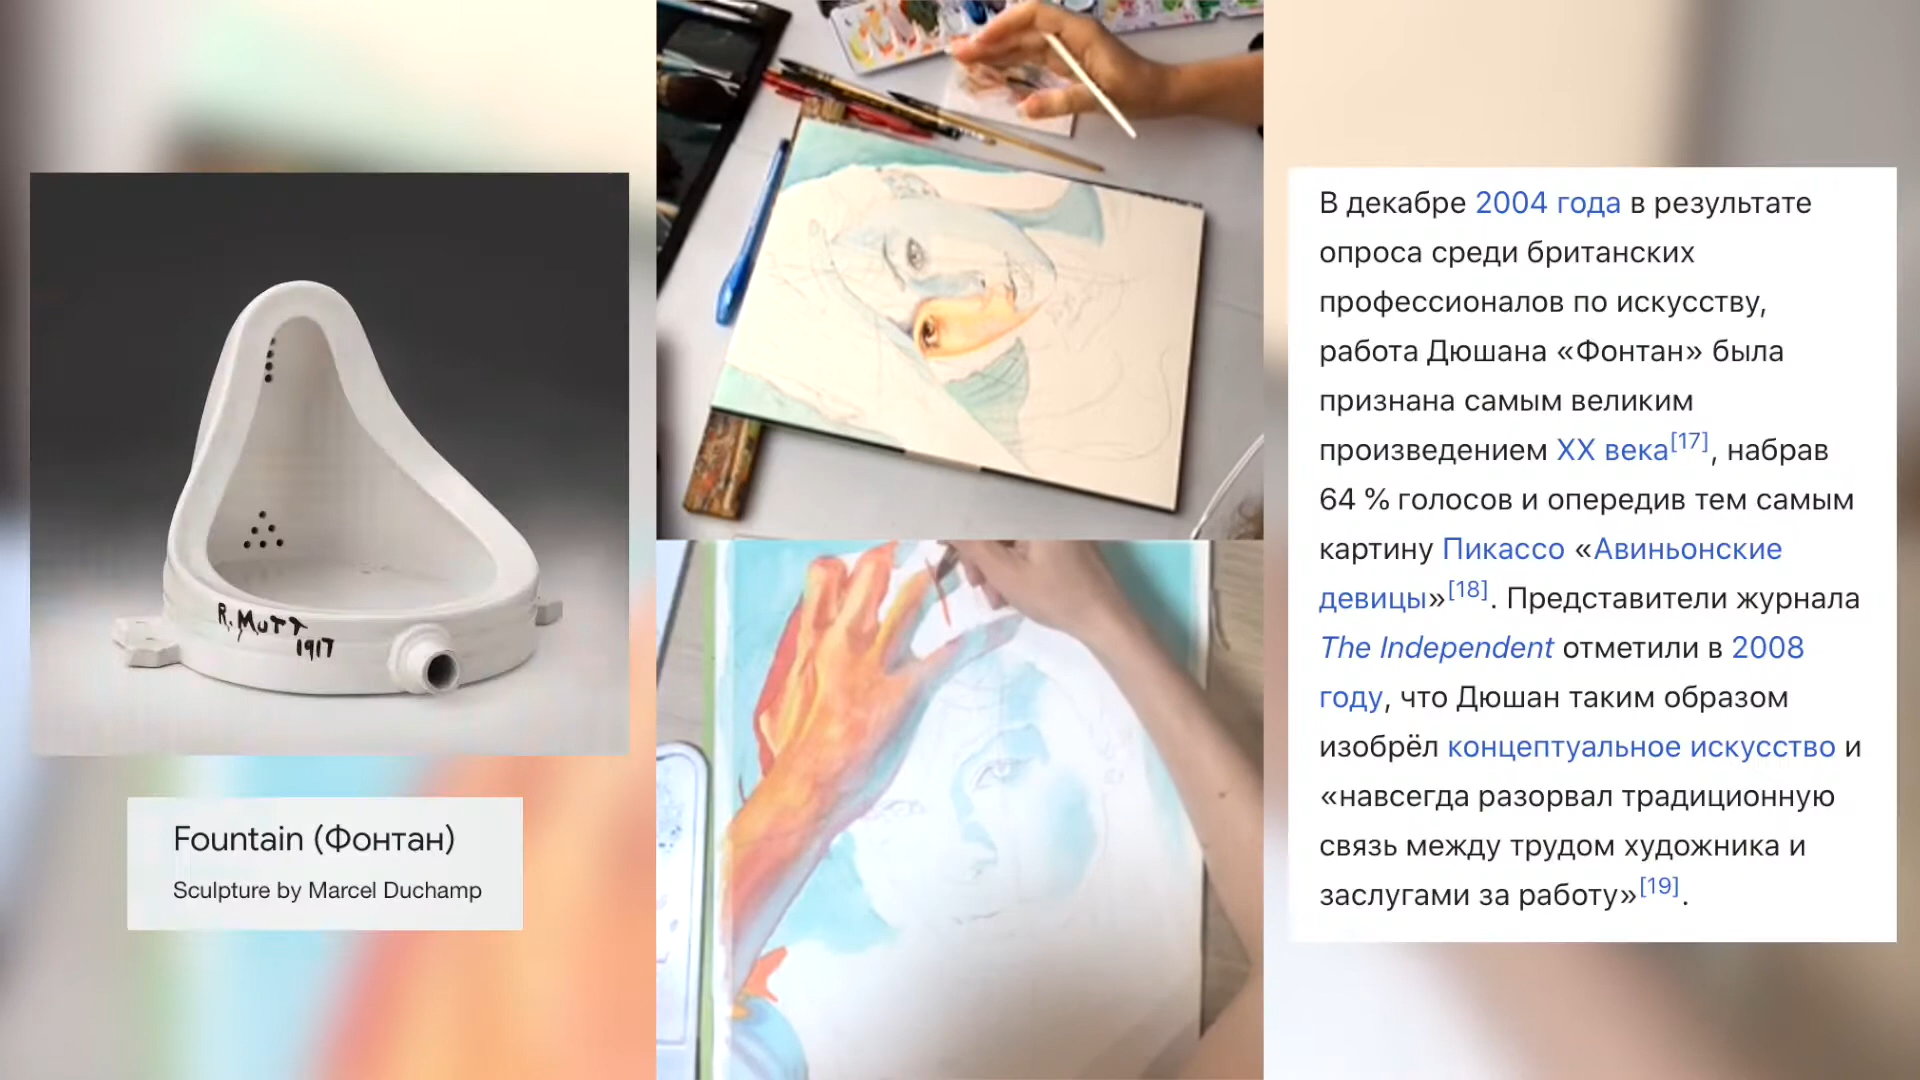 R. MUTT
1917
Fountain (Фонтан)
Sculpture by Marcel Duchamp
В декабре 2004 года в результате
опроса среди британских
профессионалов по искусству,
работа Дюшана «Фонтан» была
признана самым великим
произведением XX века[17], набрав
64 % голосов и опередив тем самым
картину Пикассо «Авиньонские
девицы»[18]. Представители журнала
The Independent отметили в 2008
году, что Дюшан таким образом
изобрёл концептуальное искусство и
«навсегда разорвал традиционную
связь между трудом художника и
заслугами за работу»[19].